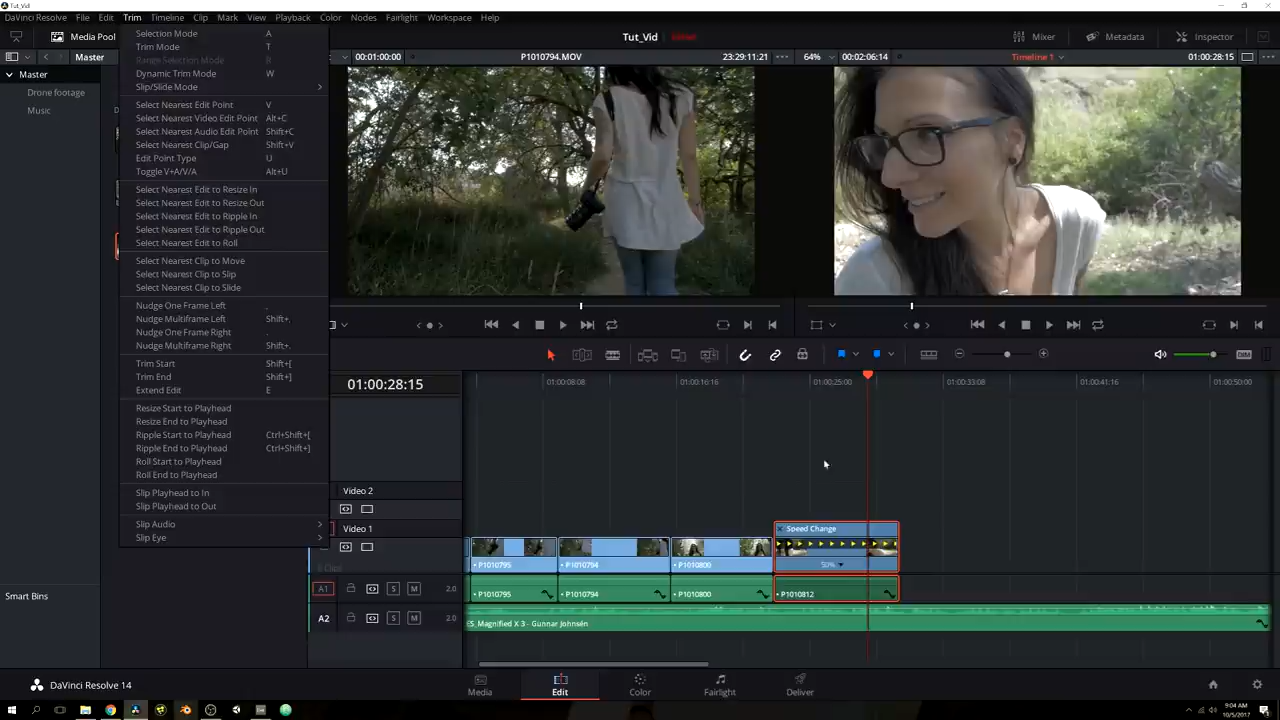 Tut_Vid
DaVinci Resolve File Edit Trim Timeline Clip Mark View Playback Color Nodes Fairlight Workspace Help
Media Pool
Tut_Vid
Mixer Metadata Inspector
Master
00:01:00:00 P1010794.MOV 23:29:11:21 64% 00:02:06:14 Timeline 1 01:00:28:15
Master
Drone footage
Music
Selection Mode A
Trim Mode T
Range Selection Mode R
Dynamic Trim Mode W
Slip/Slide Mode
Select Nearest Edit Point V
Select Nearest Video Edit Point Alt+C
Select Nearest Audio Edit Point Shift+C
Select Nearest Clip/Gap Shift+V
Edit Point Type U
Toggle V+A/V/A Alt+U
Select Nearest Edit to Resize In
Select Nearest Edit to Resize Out
Select Nearest Edit to Ripple In
Select Nearest Edit to Ripple Out
Select Nearest Edit to Roll
Select Nearest Clip to Move
Select Nearest Clip to Slip
Select Nearest Clip to Slide
Nudge One Frame Left ,
Nudge Multiframe Left Shift+,
Nudge One Frame Right .
Nudge Multiframe Right Shift+.
Trim Start Shift+[
Trim End Shift+]
Extend Edit E
Resize Start to Playhead
Resize End to Playhead
Ripple Start to Playhead Ctrl+Shift+[
Ripple End to Playhead Ctrl+Shift+]
Roll Start to Playhead
Roll End to Playhead
Slip Playhead to In
Slip Playhead to Out
Slip Audio
Slip Eye
DIM
01:00:28:15
01:00:08:08 01:00:16:16 01:00:25:00 01:00:33:08 01:00:41:16 01:00:50:00
Video 2
Video 1
Speed Change
P1010795 P1010794 P1010800 50%
A1 S M 2.0 P1010795 P1010794 P1010800 P1010812
A2 S M 2.0 ES_Magnified X 3 - Gunnar Johnsén
Smart Bins
DaVinci Resolve 14
Media Edit Color Fairlight Deliver
9:04 AM
10/5/2017